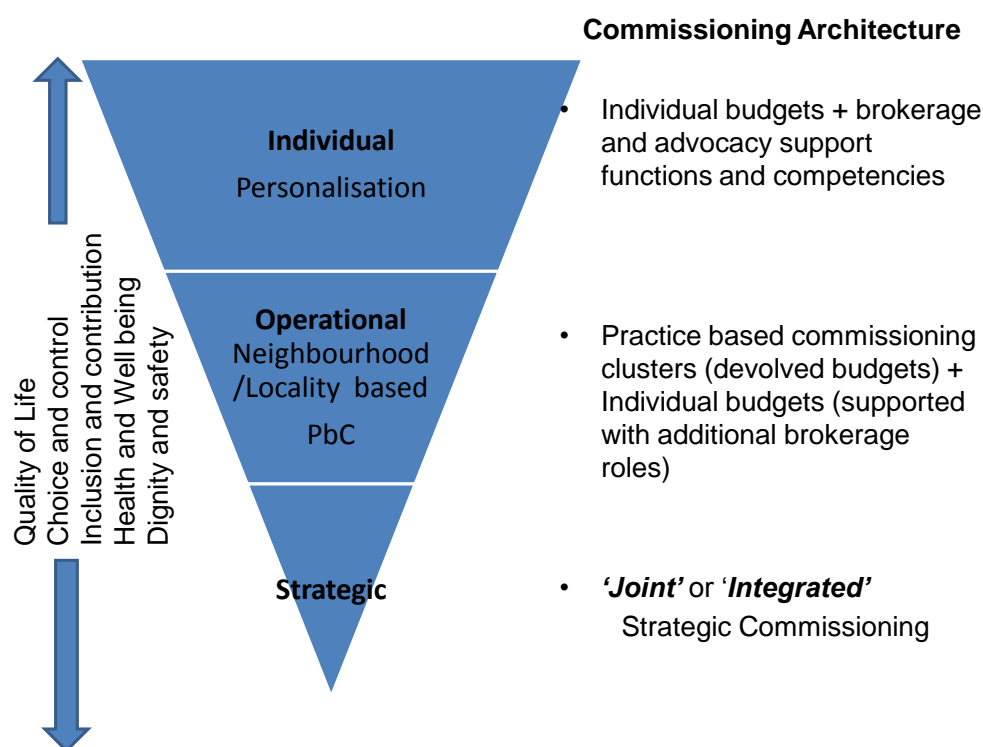 Commissioning Architecture
Individual
Personalisation
• Individual budgets + brokerage
and advocacy support
functions and competencies
Operational
Neighbourhood
/Locality based
PbC
• Practice based commissioning
clusters (devolved budgets) +
Individual budgets (supported
with additional brokerage
roles)
Strategic
• ‘Joint’ or ‘Integrated’
Strategic Commissioning
Quality of Life
Choice and control
Inclusion and contribution
Health and Well being
Dignity and safety